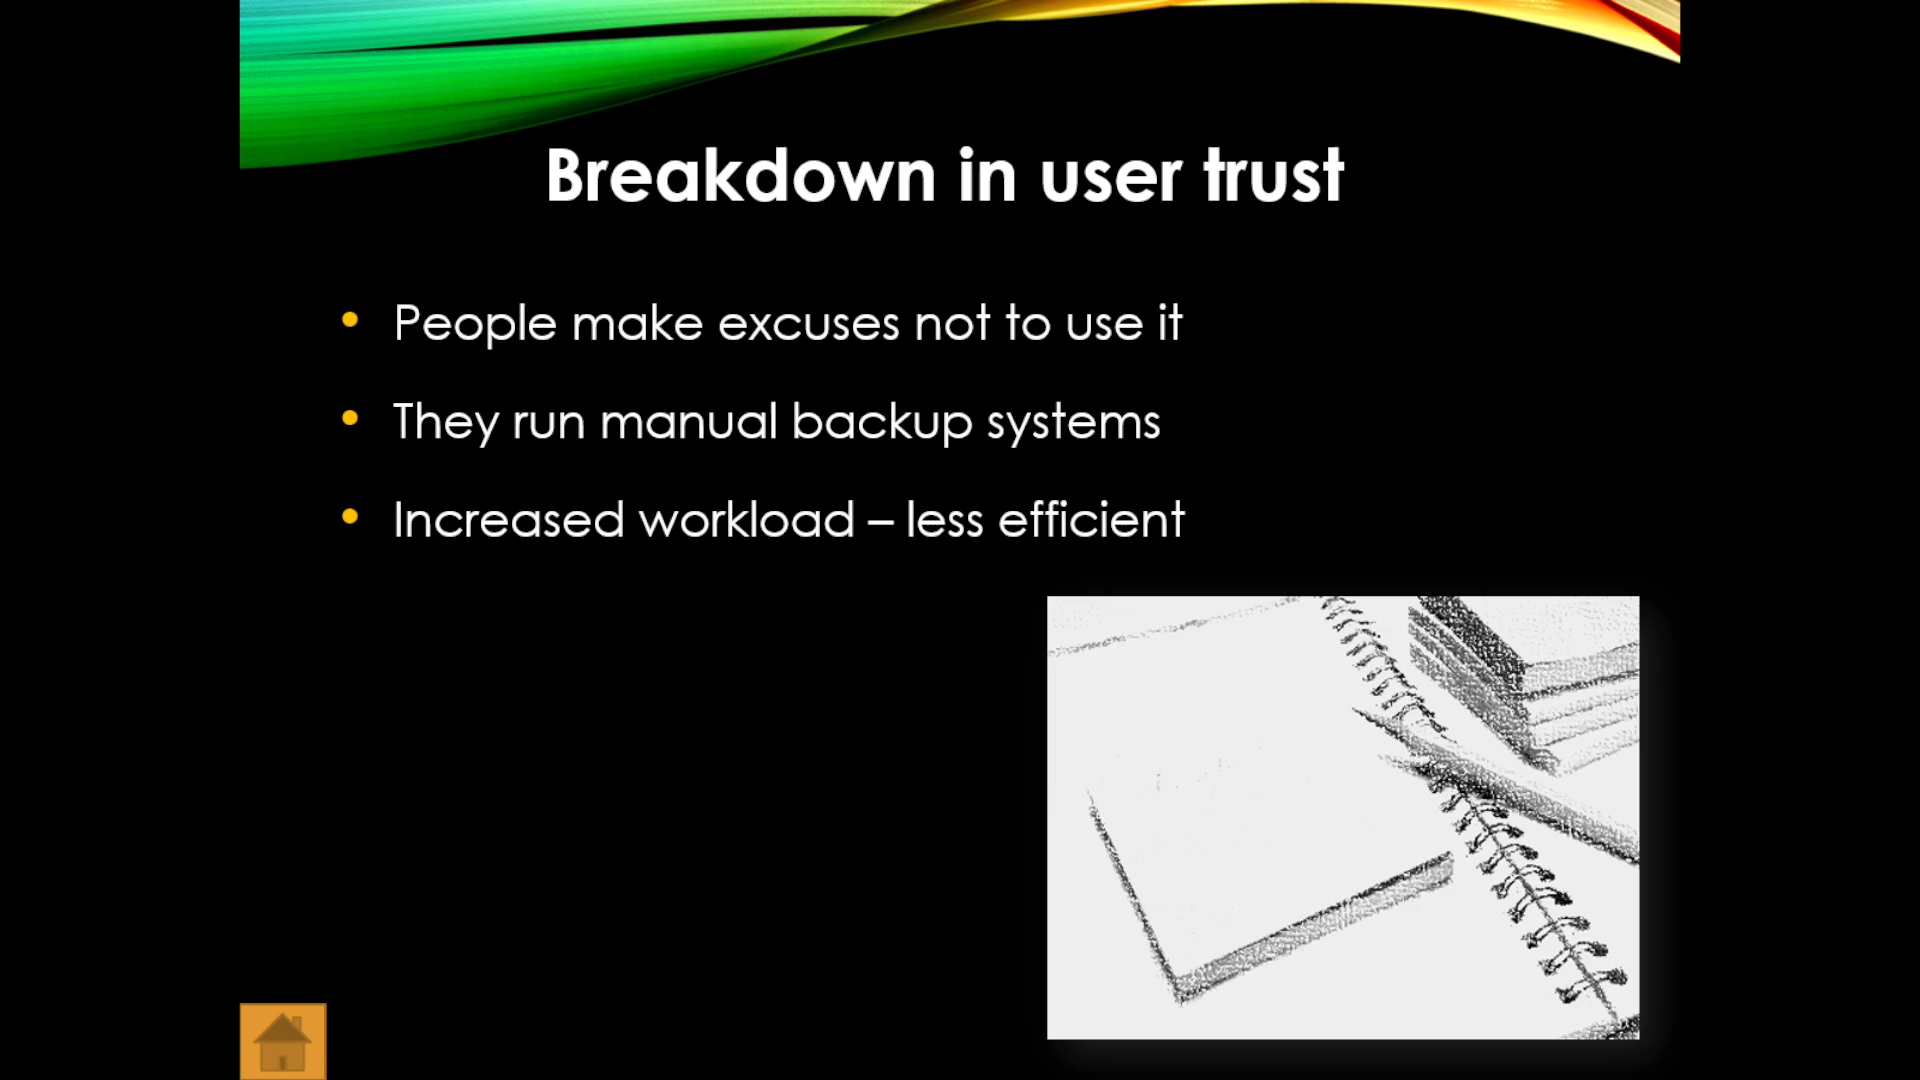 Breakdown in user trust
• People make excuses not to use it
• They run manual backup systems
• Increased workload – less efficient